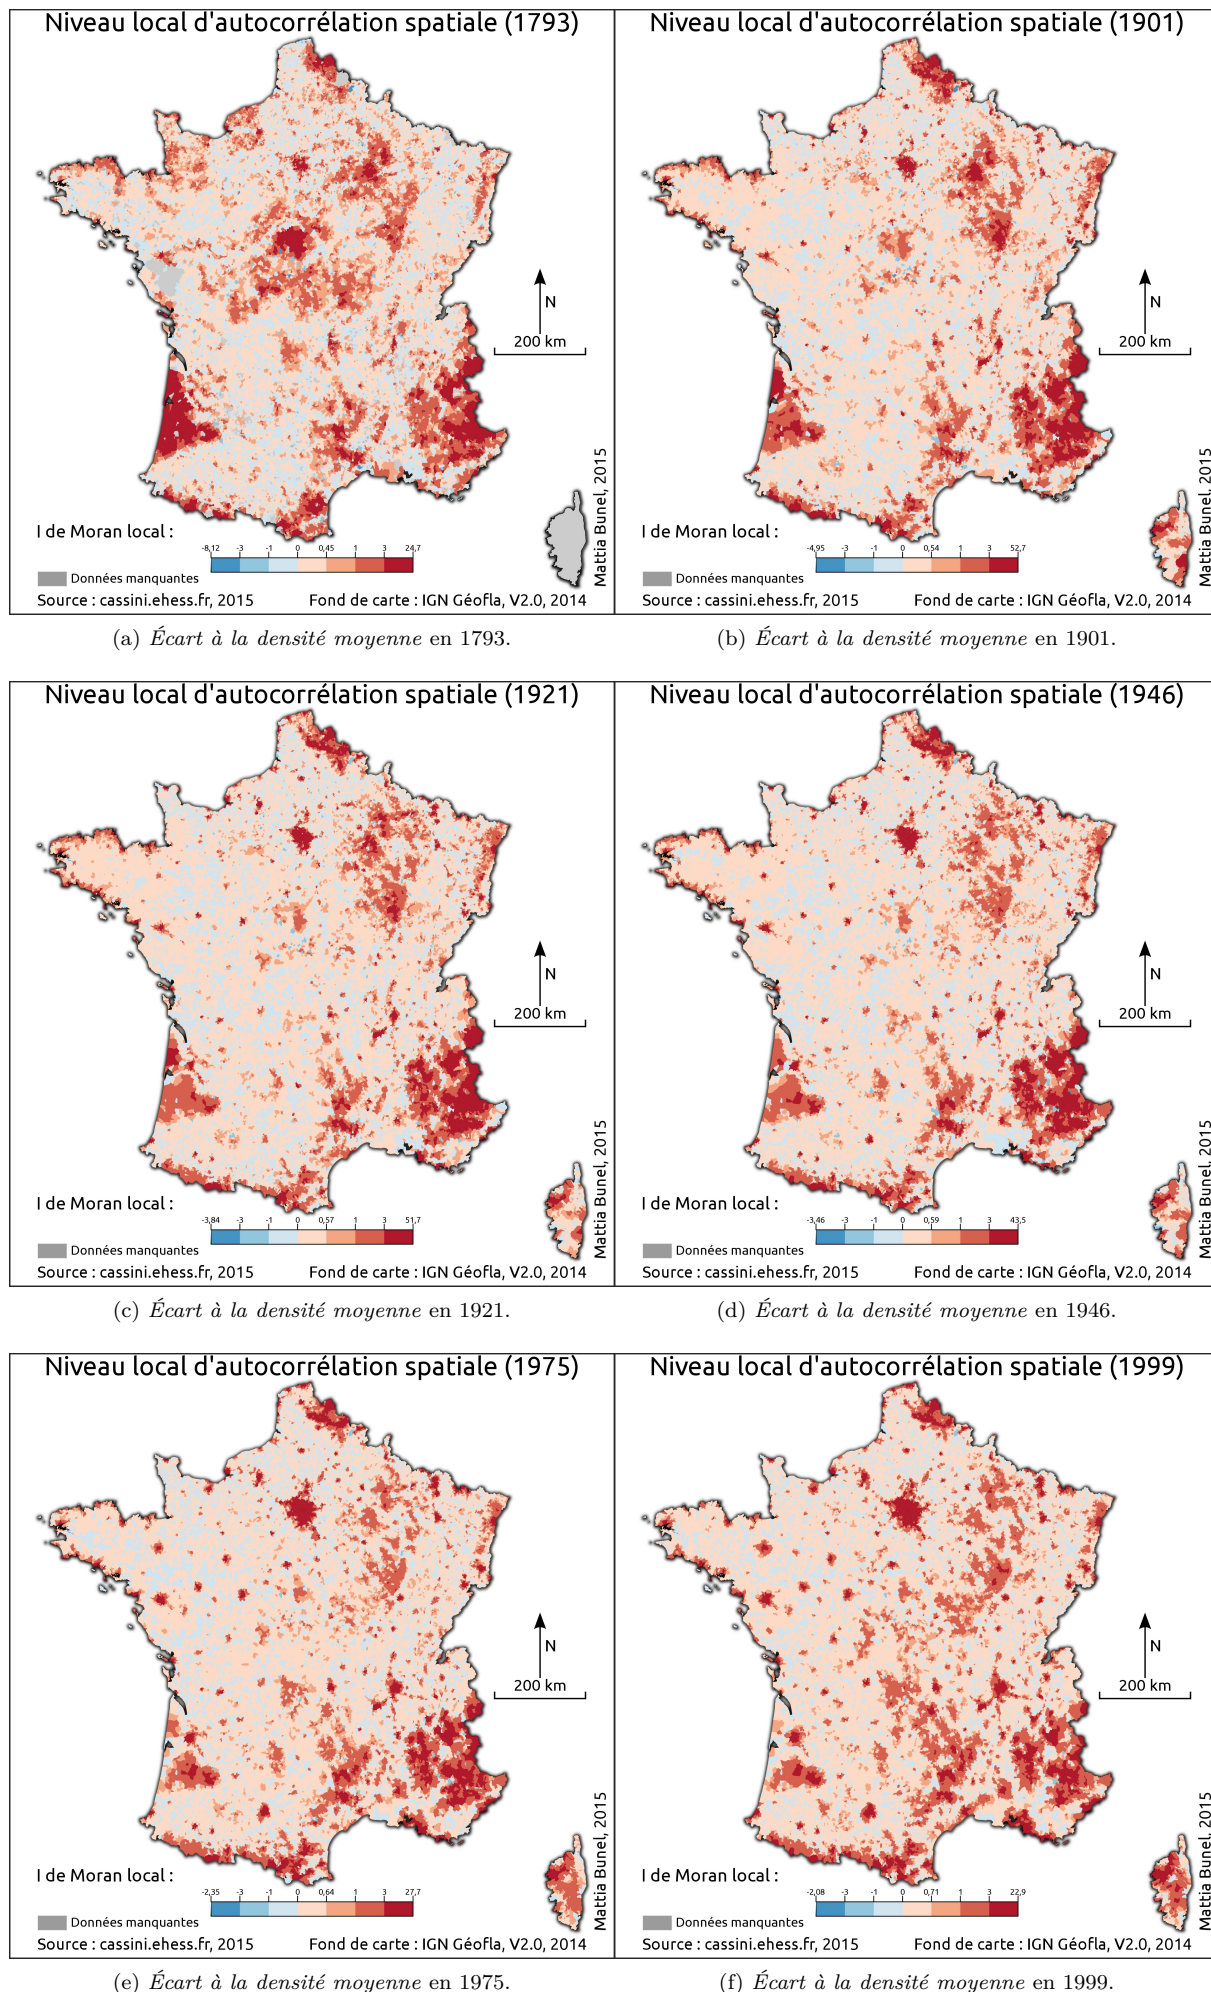 Niveau local d'autocorrélation spatiale (1793)
N
200 km
I de Moran local :
-8,12 -3 -1 0 0,45 1 3 24,7
Données manquantes
Source : cassini.ehess.fr, 2015 Fond de carte : IGN Géofla, V2.0, 2014
Mattia Bunel, 2015
(a) Écart à la densité moyenne en 1793.
Niveau local d'autocorrélation spatiale (1901)
N
200 km
I de Moran local :
-4,95 -3 -1 0 0,54 1 3 52,7
Données manquantes
Source : cassini.ehess.fr, 2015 Fond de carte : IGN Géofla, V2.0, 2014
Mattia Bunel, 2015
(b) Écart à la densité moyenne en 1901.
Niveau local d'autocorrélation spatiale (1921)
N
200 km
I de Moran local :
-3,84 -3 -1 0 0,57 1 3 51,7
Données manquantes
Source : cassini.ehess.fr, 2015 Fond de carte : IGN Géofla, V2.0, 2014
Mattia Bunel, 2015
(c) Écart à la densité moyenne en 1921.
Niveau local d'autocorrélation spatiale (1946)
N
200 km
I de Moran local :
-3,46 -3 -1 0 0,59 1 3 43,5
Données manquantes
Source : cassini.ehess.fr, 2015 Fond de carte : IGN Géofla, V2.0, 2014
Mattia Bunel, 2015
(d) Écart à la densité moyenne en 1946.
Niveau local d'autocorrélation spatiale (1975)
N
200 km
I de Moran local :
-2,35 -3 -1 0 0,64 1 3 27,7
Données manquantes
Source : cassini.ehess.fr, 2015 Fond de carte : IGN Géofla, V2.0, 2014
Mattia Bunel, 2015
(e) Écart à la densité moyenne en 1975.
Niveau local d'autocorrélation spatiale (1999)
N
200 km
I de Moran local :
-2,08 -3 -1 0 0,71 1 3 22,9
Données manquantes
Source : cassini.ehess.fr, 2015 Fond de carte : IGN Géofla, V2.0, 2014
Mattia Bunel, 2015
(f) Écart à la densité moyenne en 1999.